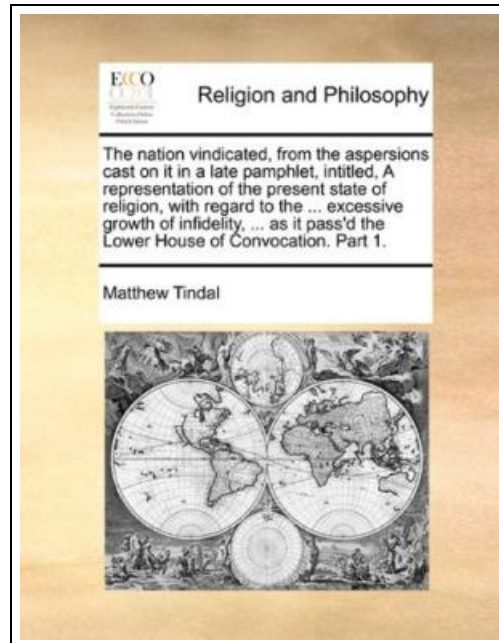 ECCO
Religion and Philosophy
The nation vindicated, from the aspersions
cast on it in a late pamphlet, intitled, A
representation of the present state of
religion, with regard to the ... excessive
growth of infidelity, ... as it pass'd the
Lower House of Convocation. Part 1.
Matthew Tindal